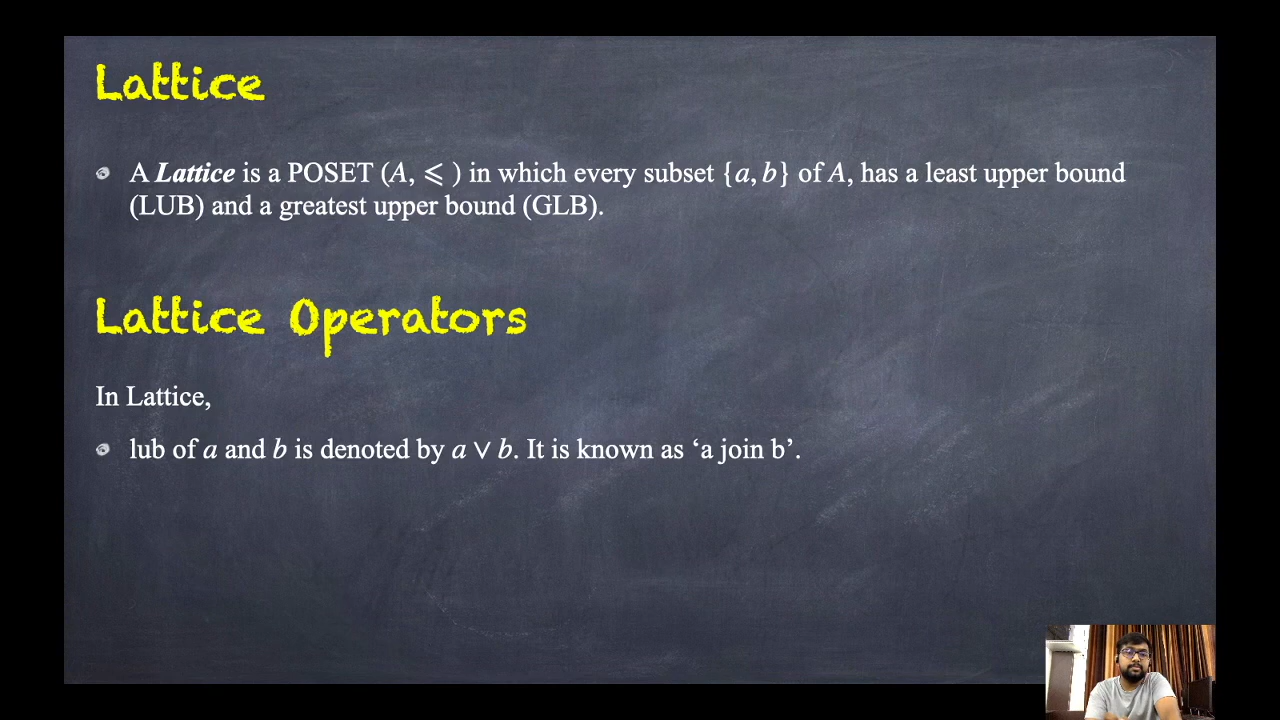 Lattice
A Lattice is a POSET (A, ⩽ ) in which every subset {a, b} of A, has a least upper bound
(LUB) and a greatest upper bound (GLB).
Lattice Operators
In Lattice,
lub of a and b is denoted by a ∨ b. It is known as ‘a join b’.